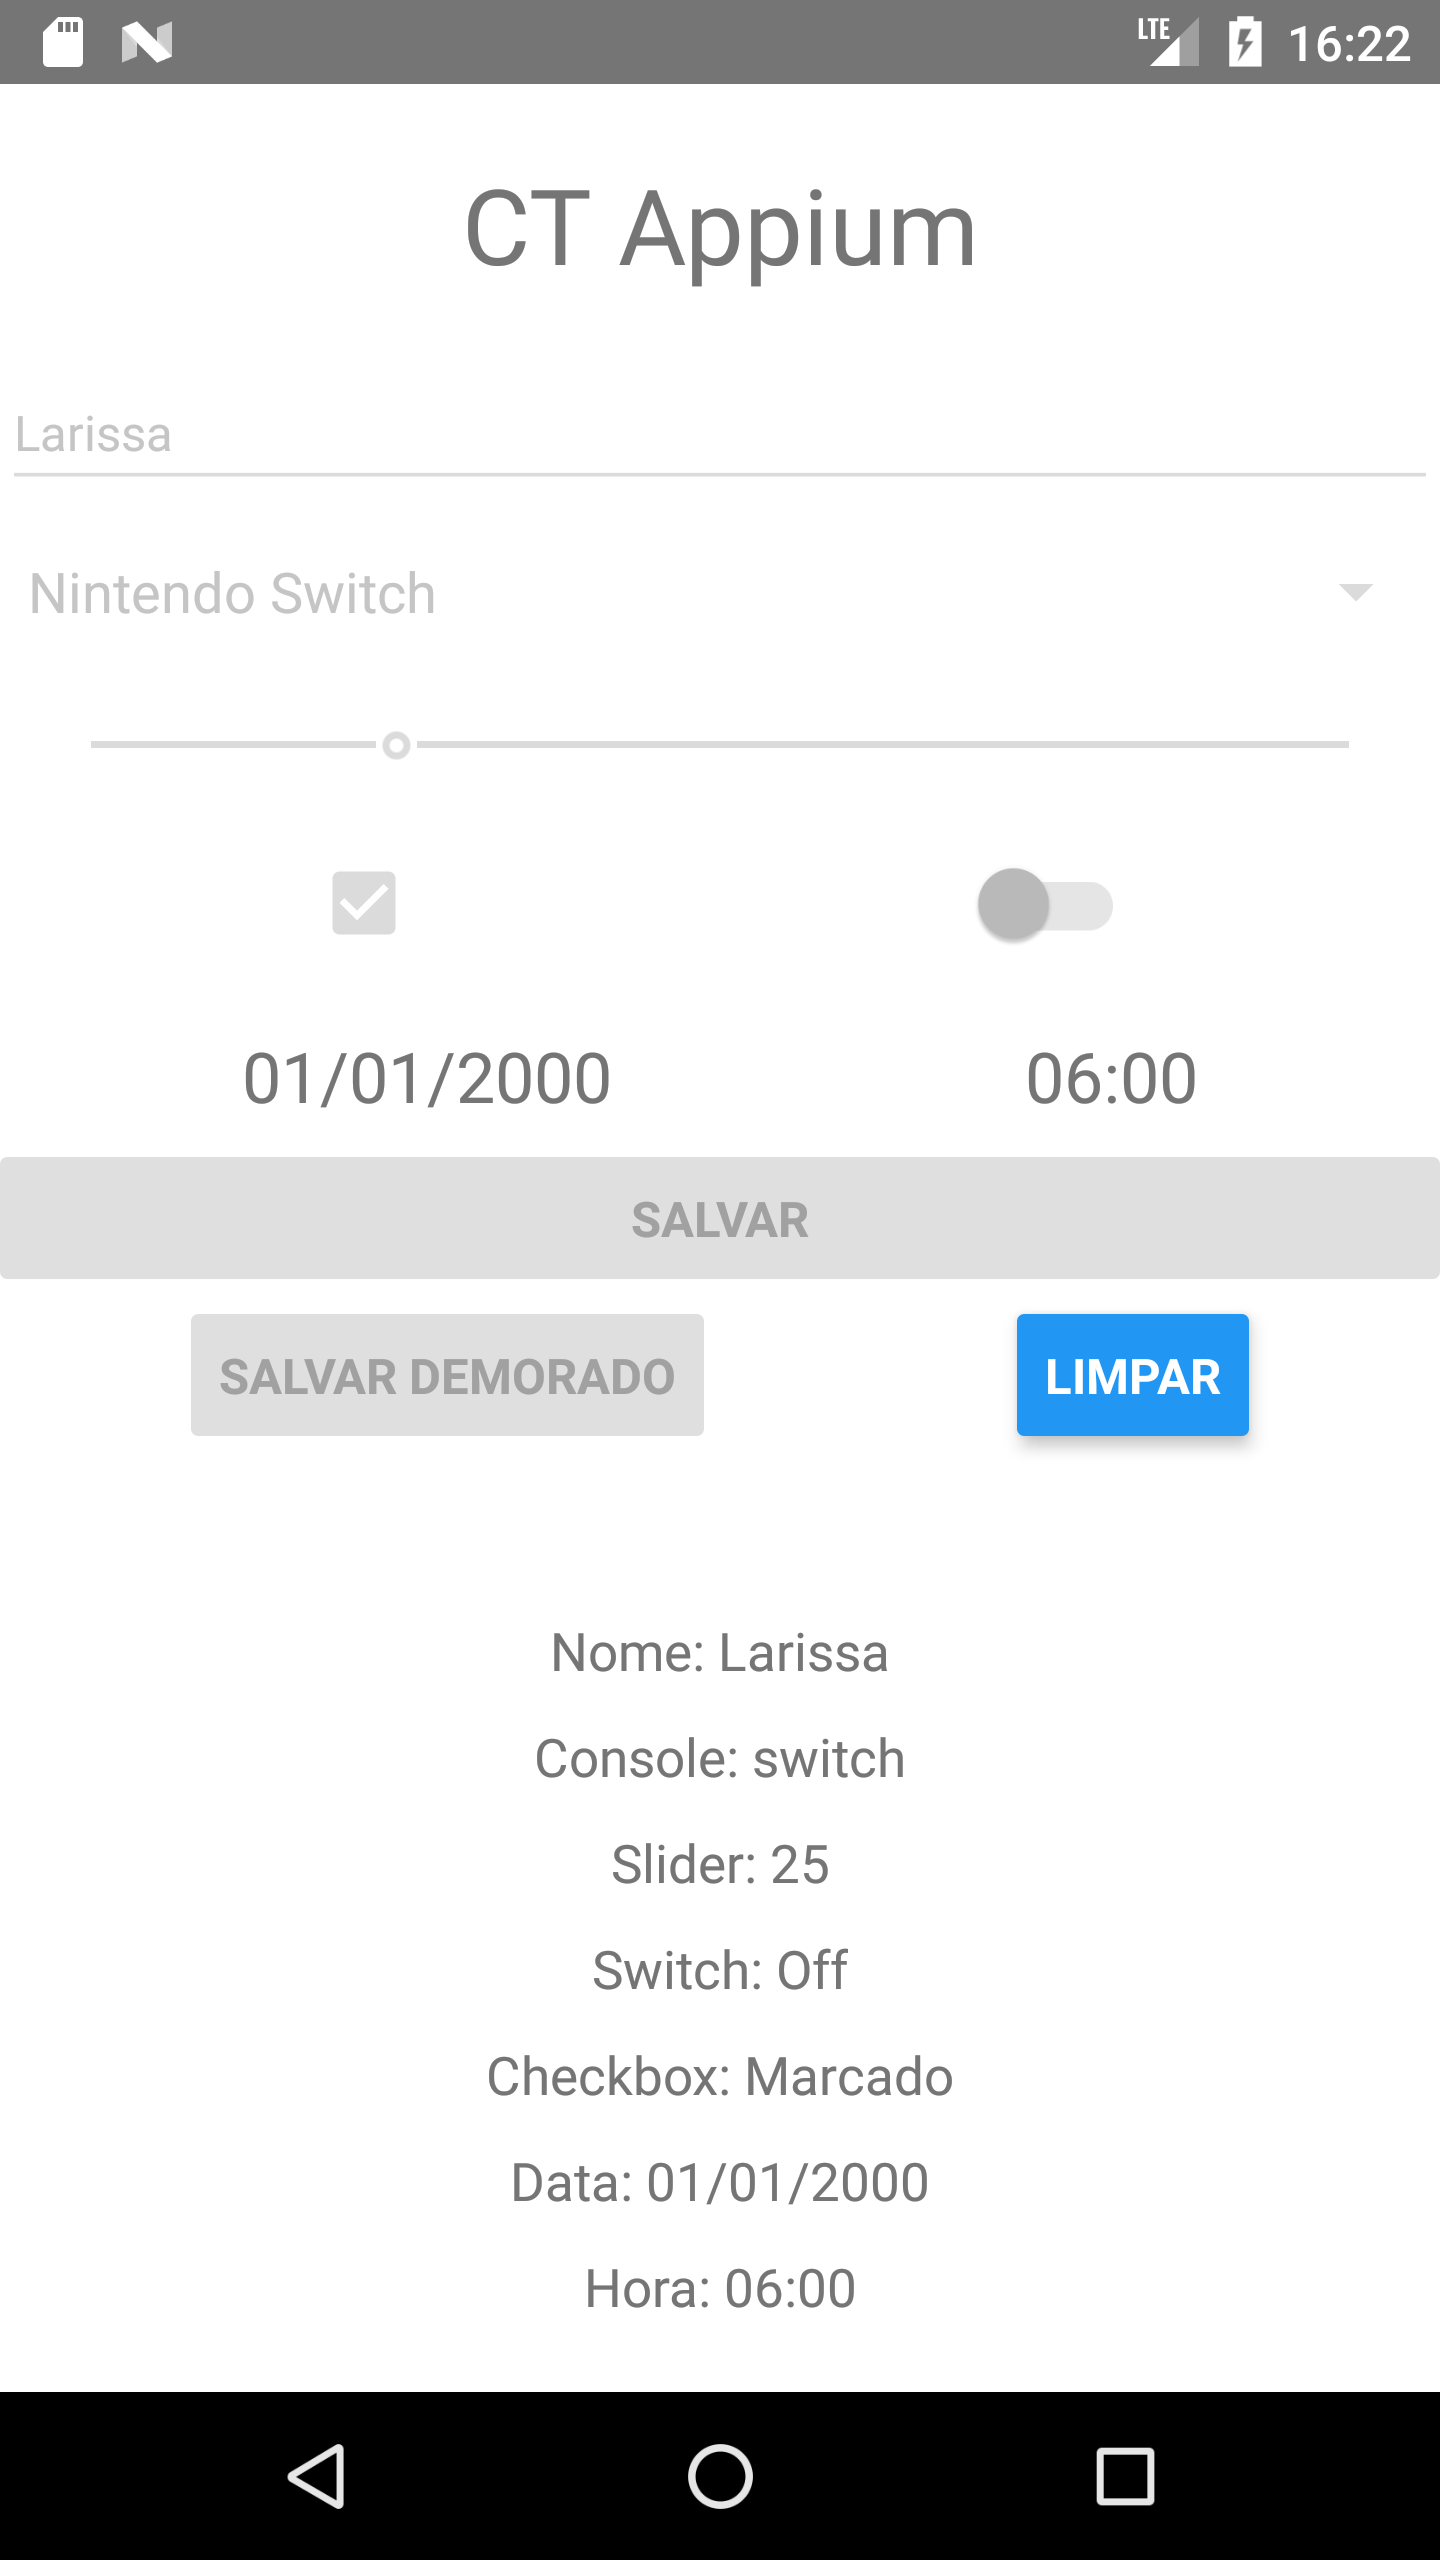 LTE 16:22
CT Appium
Larissa
Nintendo Switch
01/01/2000 06:00
SALVAR
SALVAR DEMORADO LIMPAR
Nome: Larissa
Console: switch
Slider: 25
Switch: Off
Checkbox: Marcado
Data: 01/01/2000
Hora: 06:00